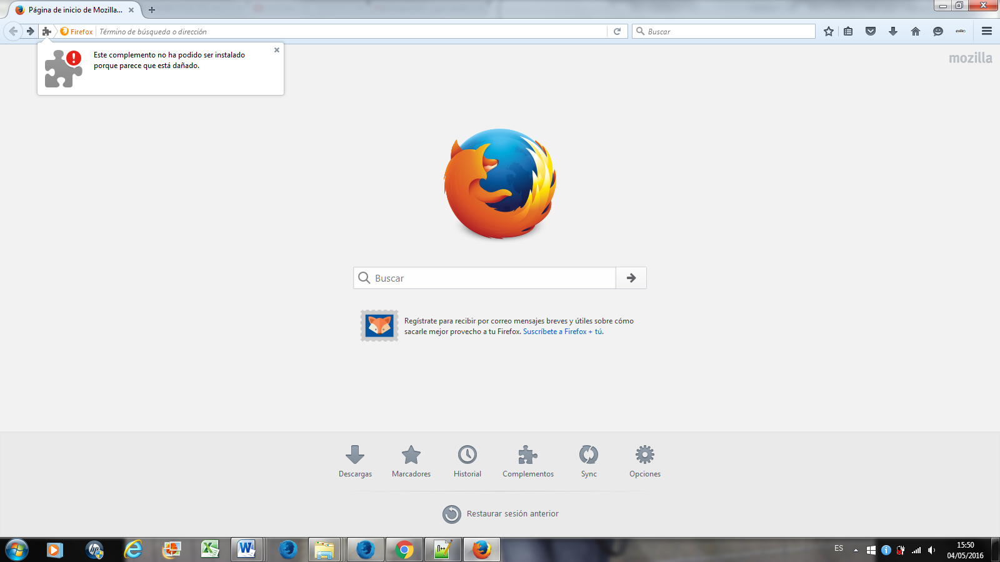 Página de inicio de Mozilla...
Firefox
Término de búsqueda o dirección
Buscar
Este complemento no ha podido ser instalado
porque parece que está dañado.
mozilla
Buscar
Regístrate para recibir por correo mensajes breves y útiles sobre cómo
sacarle mejor provecho a tu Firefox. Suscríbete a Firefox + tú.
Descargas
Marcadores
Historial
Complementos
Sync
Opciones
Restaurar sesión anterior
ES
15:50
04/05/2016